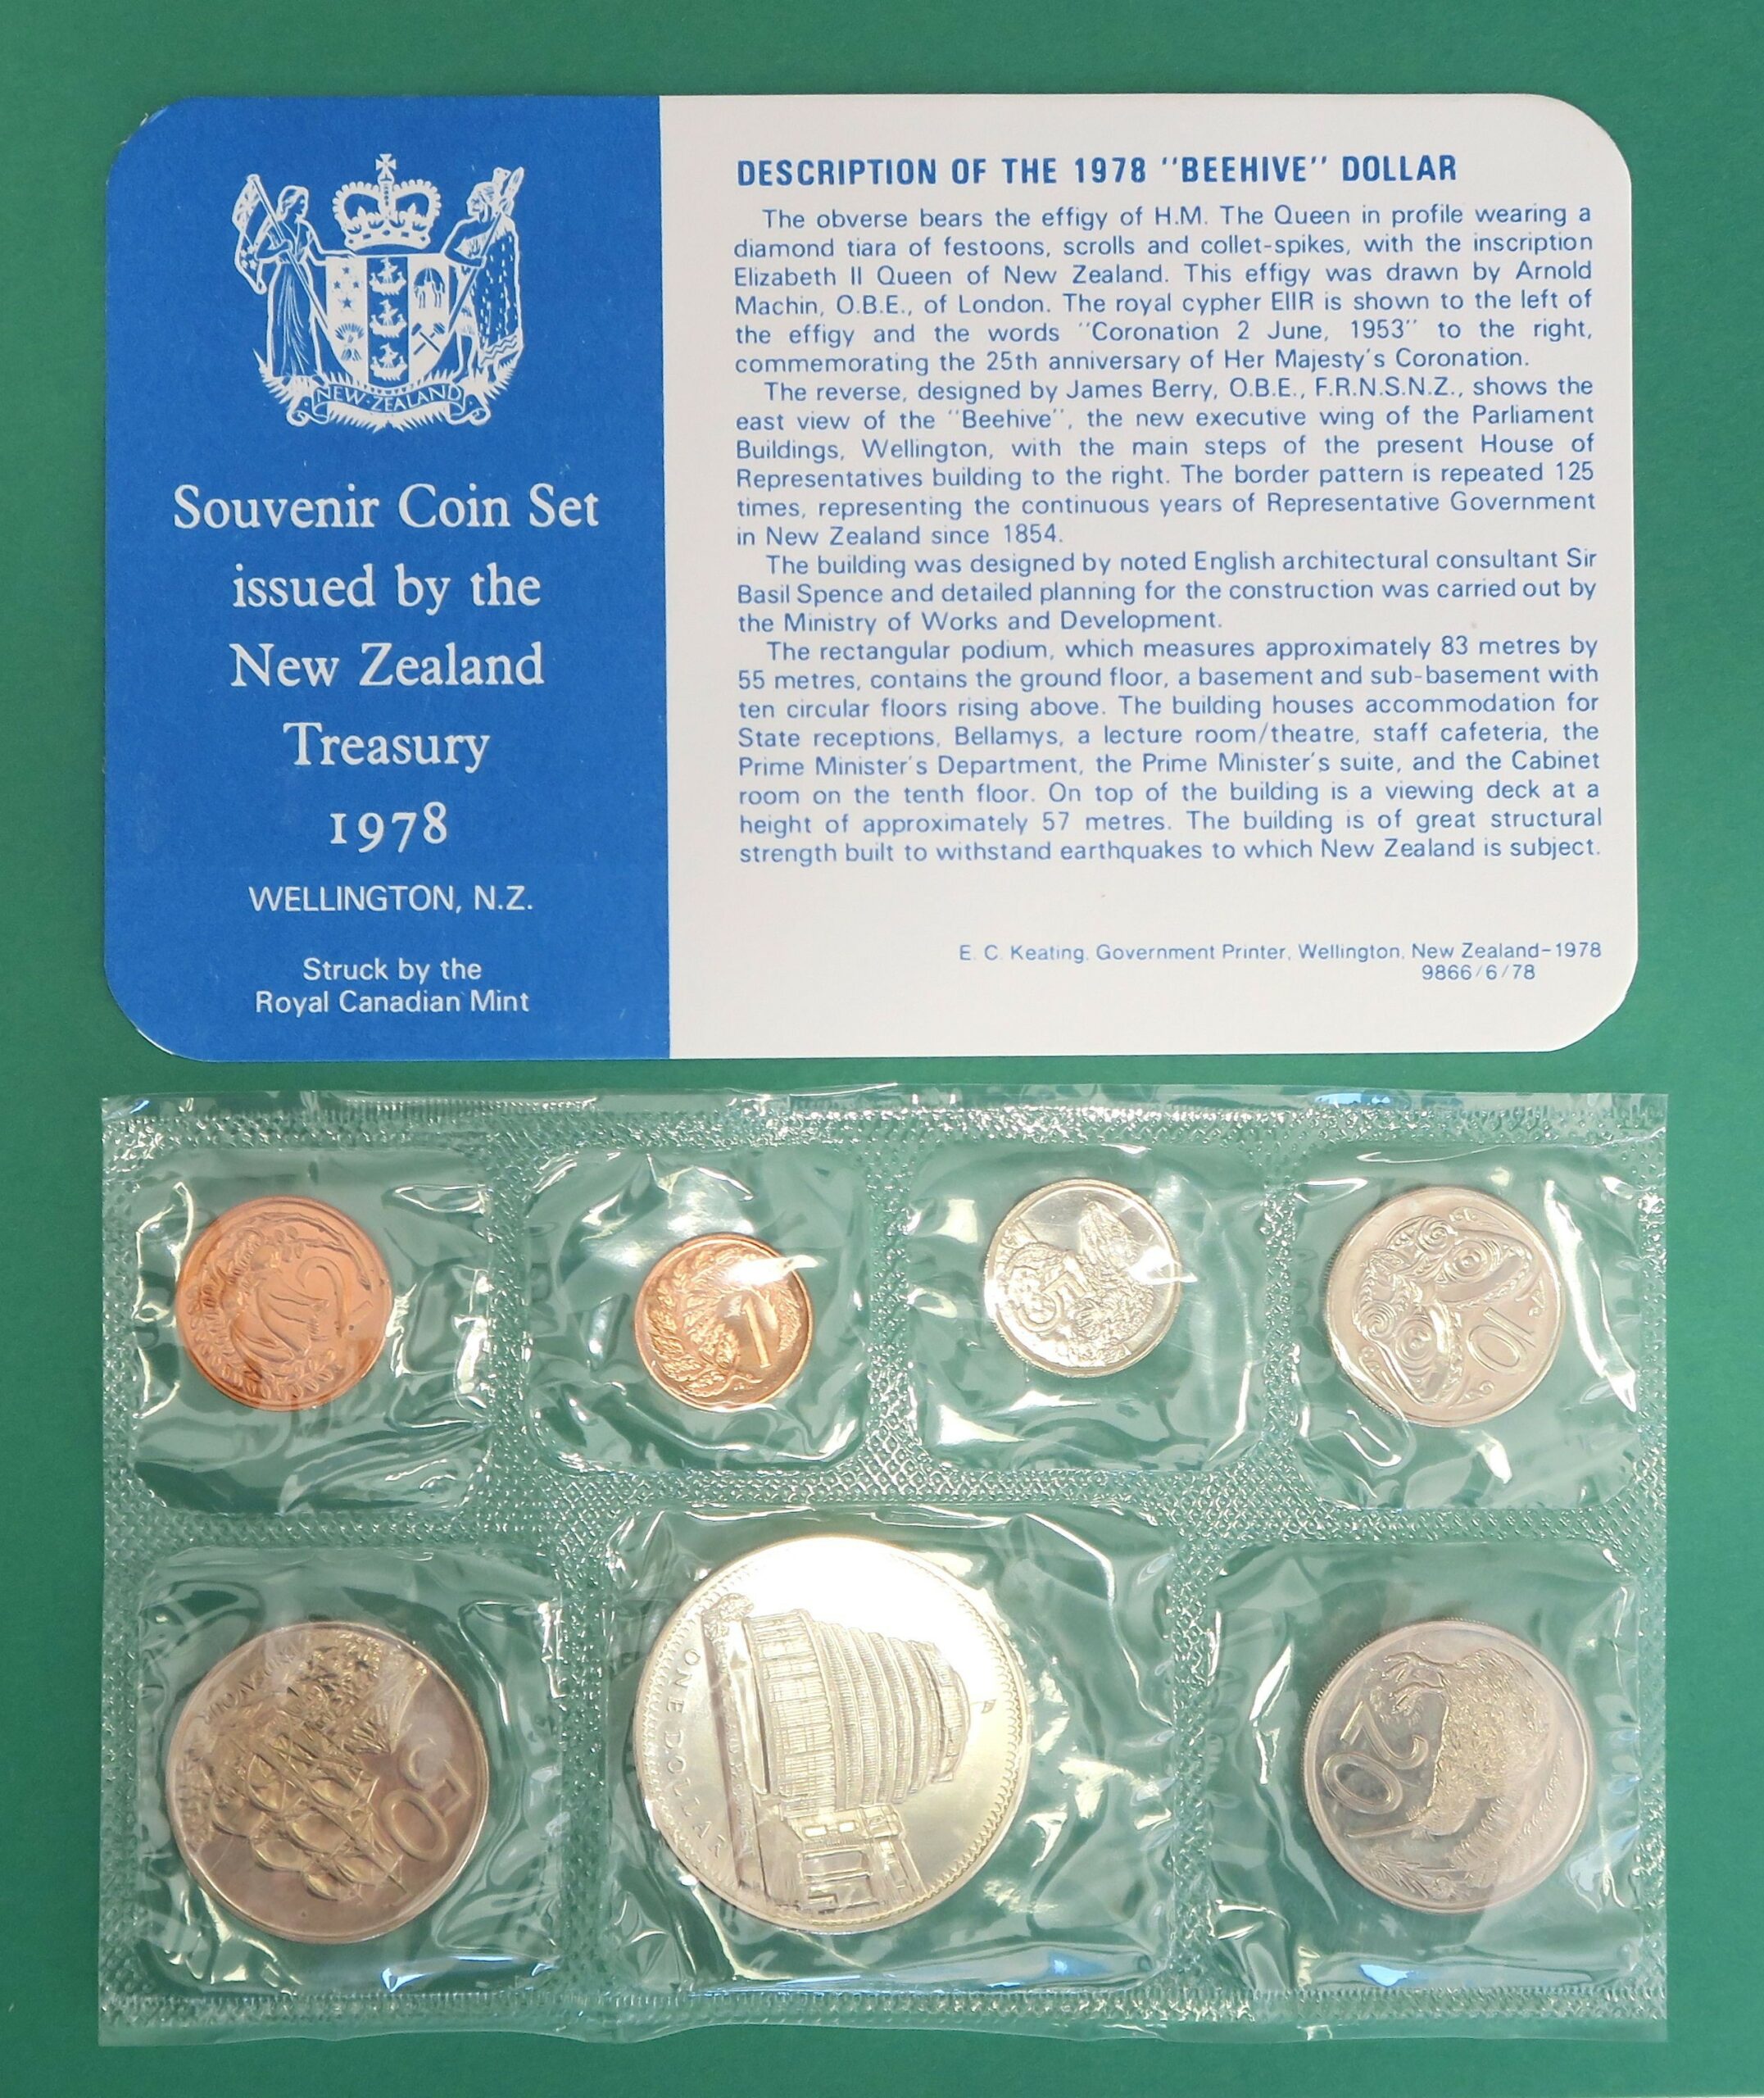 NEW·ZEALAND
Souvenir Coin Set
issued by the
New Zealand
Treasury
1978
WELLINGTON, N.Z.
Struck by the
Royal Canadian Mint
DESCRIPTION OF THE 1978 "BEEHIVE" DOLLAR
The obverse bears the effigy of H.M. The Queen in profile wearing a
diamond tiara of festoons, scrolls and collet-spikes, with the inscription
Elizabeth II Queen of New Zealand. This effigy was drawn by Arnold
Machin, O.B.E., of London. The royal cypher EIIR is shown to the left of
the effigy and the words "Coronation 2 June, 1953" to the right,
commemorating the 25th anniversary of Her Majesty's Coronation.
The reverse, designed by James Berry, O.B.E., F.R.N.S.N.Z., shows the
east view of the "Beehive", the new executive wing of the Parliament
Buildings, Wellington, with the main steps of the present House of
Representatives building to the right. The border pattern is repeated 125
times, representing the continuous years of Representative Government
in New Zealand since 1854.
The building was designed by noted English architectural consultant Sir
Basil Spence and detailed planning for the construction was carried out by
the Ministry of Works and Development.
The rectangular podium, which measures approximately 83 metres by
55 metres, contains the ground floor, a basement and sub-basement with
ten circular floors rising above. The building houses accommodation for
State receptions, Bellamys, a lecture room/theatre, staff cafeteria, the
Prime Minister's Department, the Prime Minister's suite, and the Cabinet
room on the tenth floor. On top of the building is a viewing deck at a
height of approximately 57 metres. The building is of great structural
strength built to withstand earthquakes to which New Zealand is subject.
E. C. Keating, Government Printer, Wellington, New Zealand–1978
9866/6/78
2
1
5
10
50
ONE DOLLAR
20